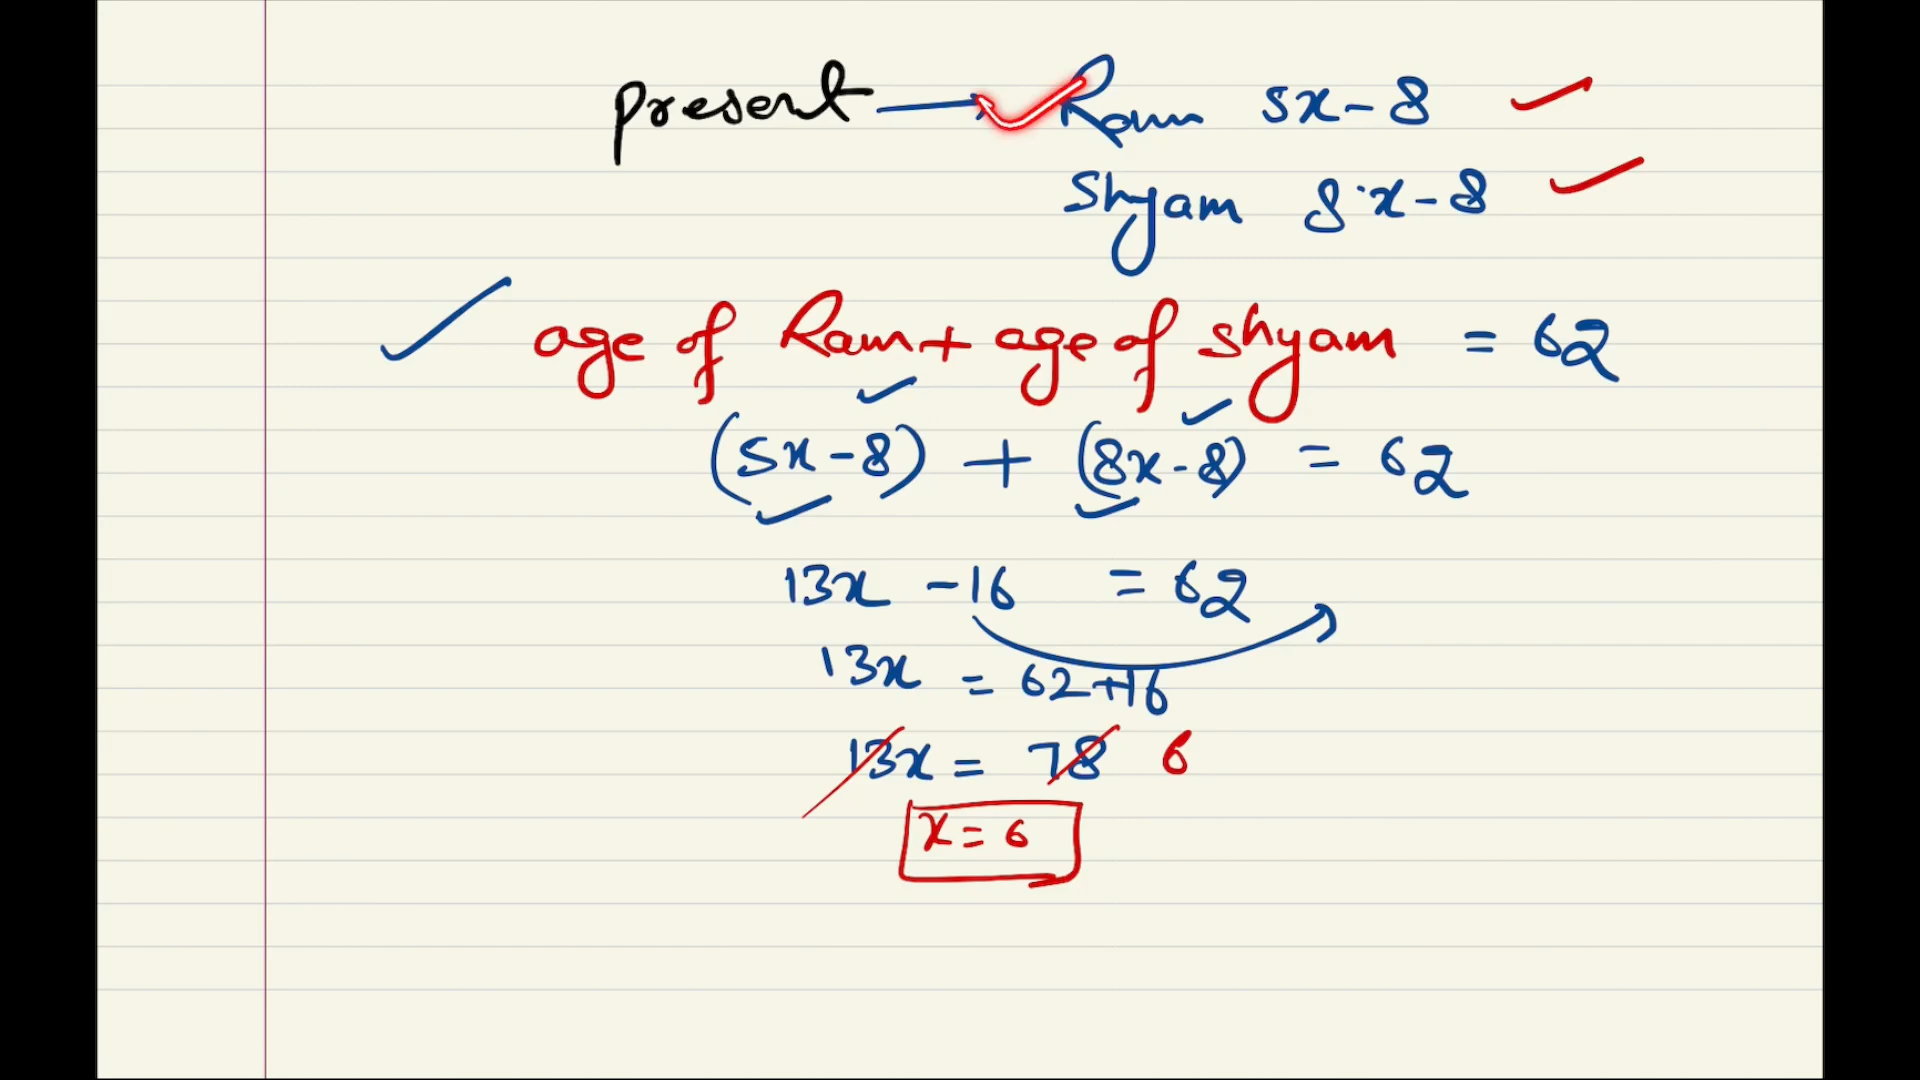 present → Ram 5x-8
Shyam 8x-8
age of Ram + age of shyam = 62
(5x-8) + (8x-8) = 62
13x -16 = 62
13x = 62+16
13x = 78 6
x = 6